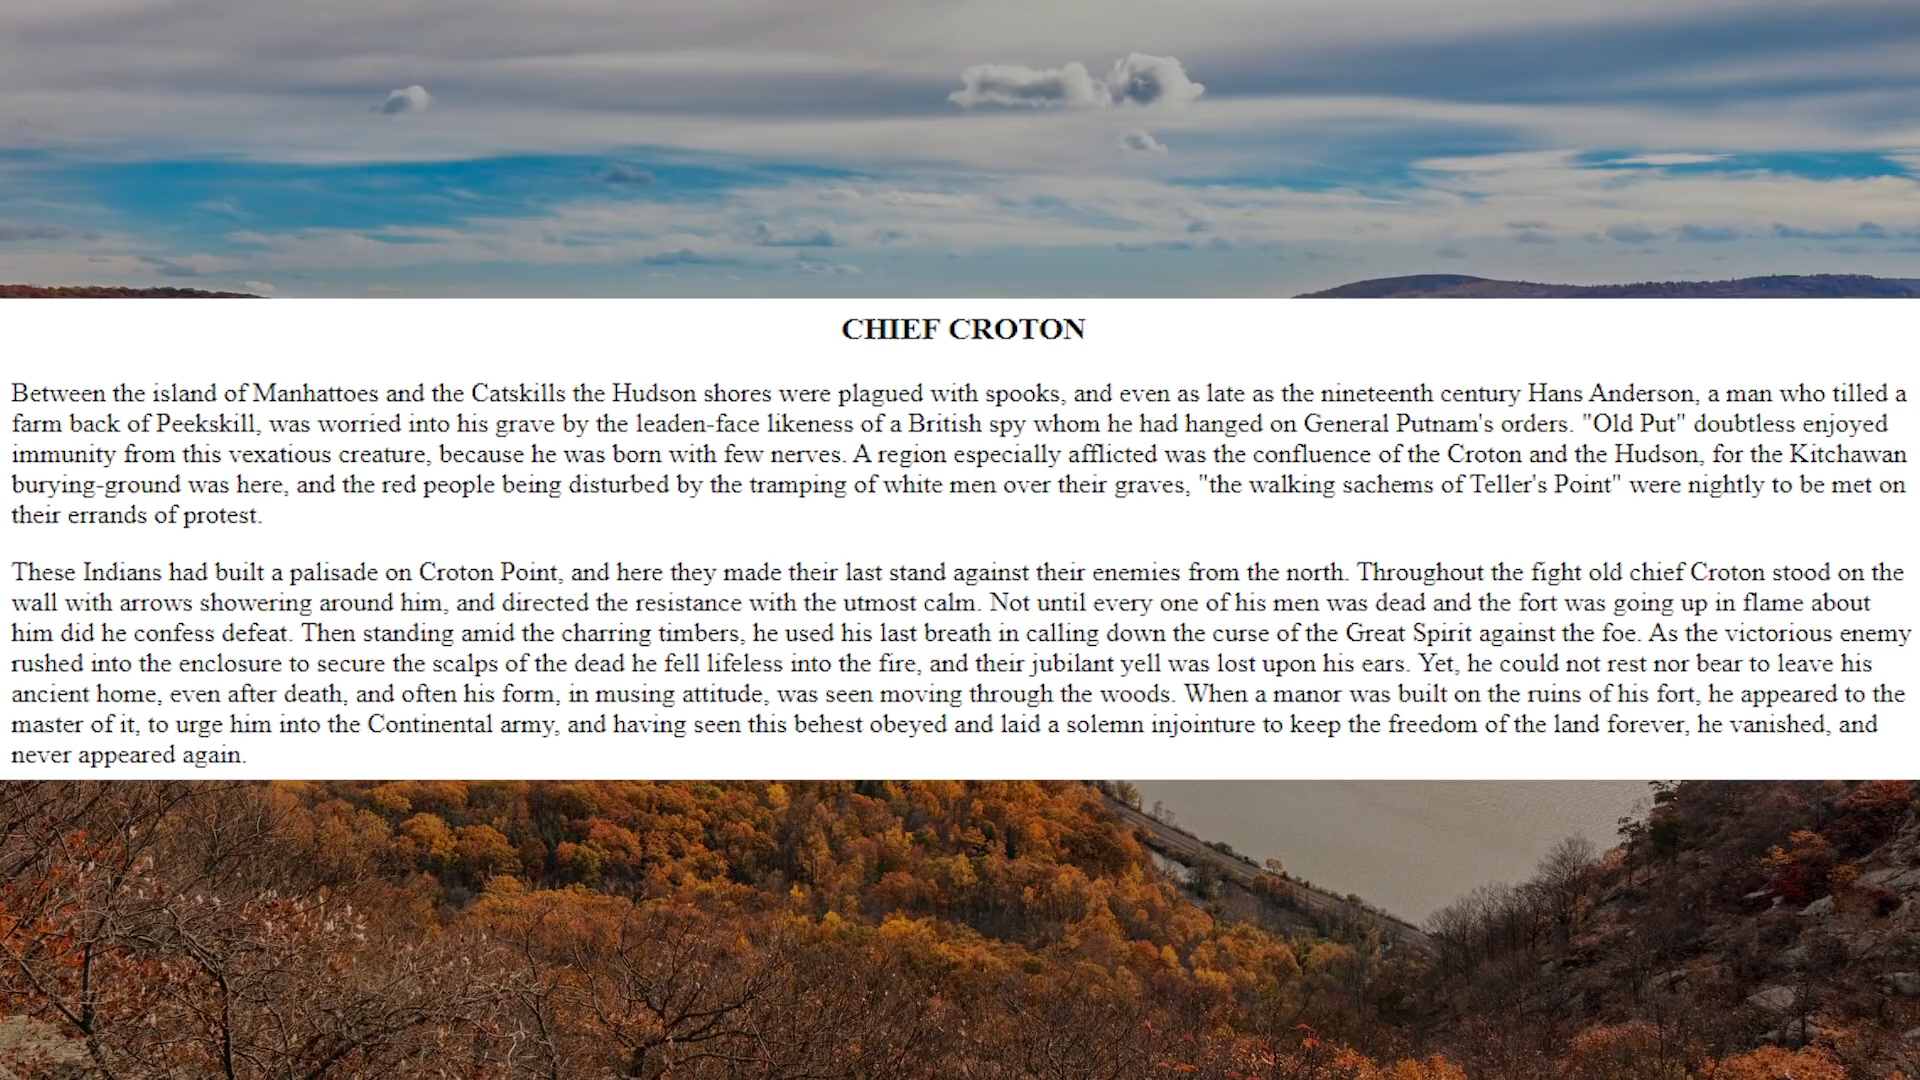 CHIEF CROTON
Between the island of Manhattoes and the Catskills the Hudson shores were plagued with spooks, and even as late as the nineteenth century Hans Anderson, a man who tilled a
farm back of Peekskill, was worried into his grave by the leaden-face likeness of a British spy whom he had hanged on General Putnam's orders. "Old Put" doubtless enjoyed
immunity from this vexatious creature, because he was born with few nerves. A region especially afflicted was the confluence of the Croton and the Hudson, for the Kitchawan
burying-ground was here, and the red people being disturbed by the tramping of white men over their graves, "the walking sachems of Teller's Point" were nightly to be met on
their errands of protest.
These Indians had built a palisade on Croton Point, and here they made their last stand against their enemies from the north. Throughout the fight old chief Croton stood on the
wall with arrows showering around him, and directed the resistance with the utmost calm. Not until every one of his men was dead and the fort was going up in flame about
him did he confess defeat. Then standing amid the charring timbers, he used his last breath in calling down the curse of the Great Spirit against the foe. As the victorious enemy
rushed into the enclosure to secure the scalps of the dead he fell lifeless into the fire, and their jubilant yell was lost upon his ears. Yet, he could not rest nor bear to leave his
ancient home, even after death, and often his form, in musing attitude, was seen moving through the woods. When a manor was built on the ruins of his fort, he appeared to the
master of it, to urge him into the Continental army, and having seen this behest obeyed and laid a solemn injointure to keep the freedom of the land forever, he vanished, and
never appeared again.